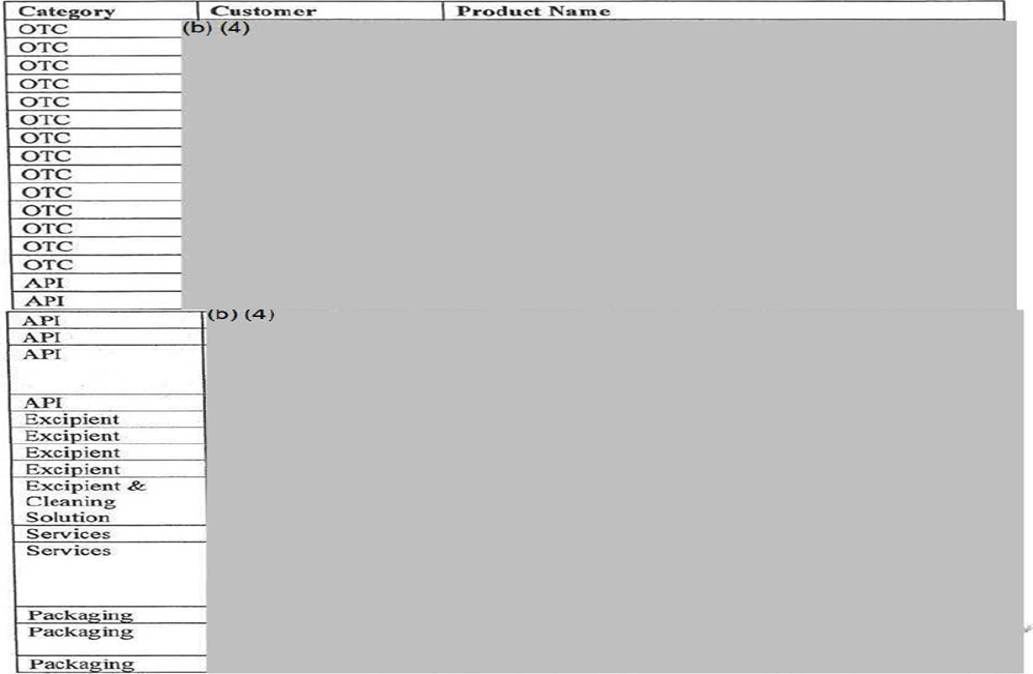 Category Customer Product Name
OTC (b) (4)
OTC
OTC
OTC
OTC
OTC
OTC
OTC
OTC
OTC
OTC
OTC
OTC
OTC
API
API
API (b) (4)
API
API
API
Excipient
Excipient
Excipient
Excipient
Excipient &
Cleaning
Solution
Services
Services
Packaging
Packaging
Packaging